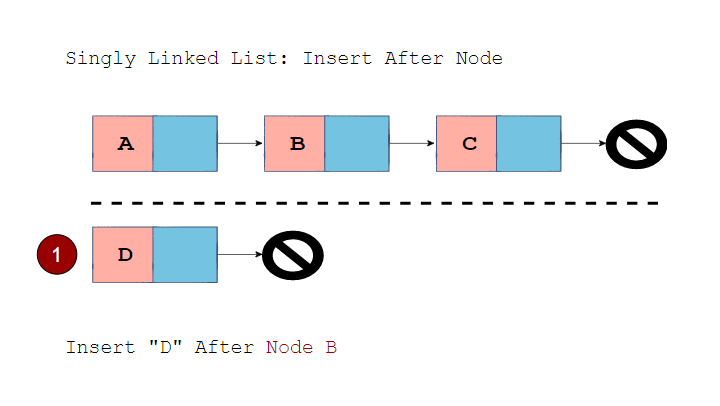 Singly Linked List: Insert After Node
A B C
1 D
Insert "D" After Node B